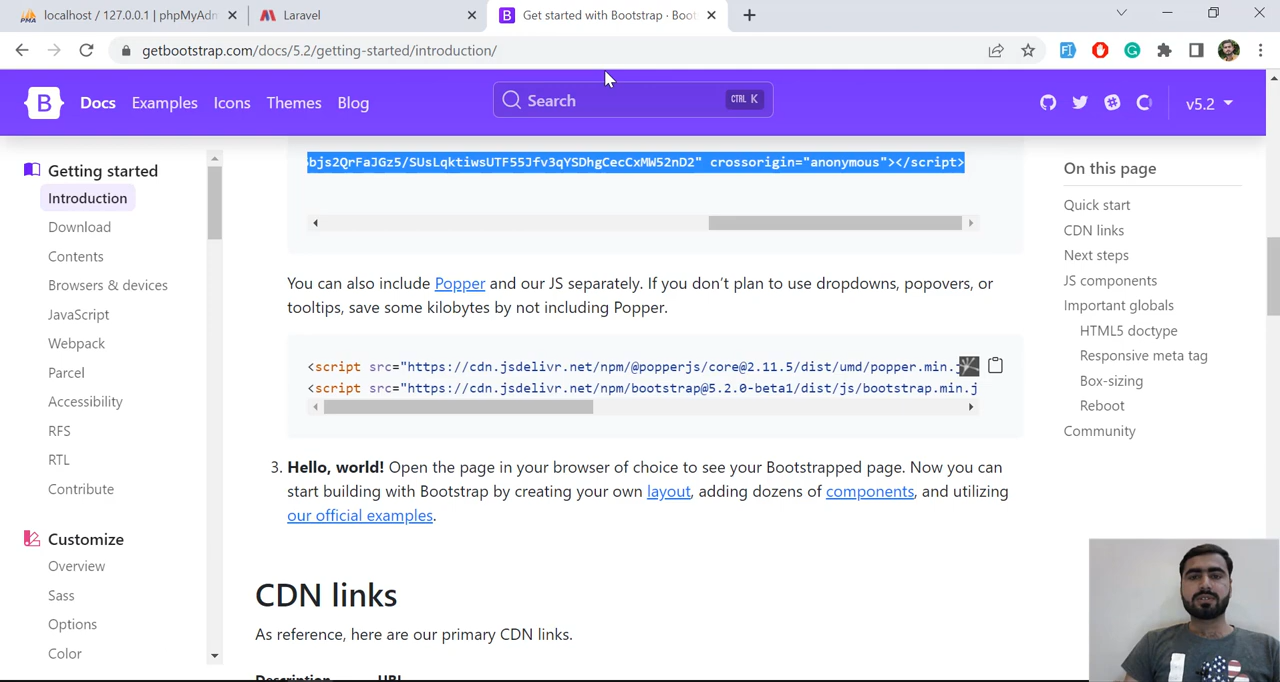 localhost / 127.0.0.1 | phpMyAdm
Laravel
Get started with Bootstrap · Boot
getbootstrap.com/docs/5.2/getting-started/introduction/
B Docs Examples Icons Themes Blog
Search CTRL K
v5.2
Getting started
Introduction
Download
Contents
Browsers & devices
JavaScript
Webpack
Parcel
Accessibility
RFS
RTL
Contribute
Customize
Overview
Sass
Options
Color
bjs2QrFaJGz5/SUsLqktiwsUTF55Jfv3qYSDhgCecCxMW52nD2" crossorigin="anonymous"></script>
You can also include Popper and our JS separately. If you don’t plan to use dropdowns, popovers, or
tooltips, save some kilobytes by not including Popper.
<script src="https://cdn.jsdelivr.net/npm/@popperjs/core@2.11.5/dist/umd/popper.min.j
<script src="https://cdn.jsdelivr.net/npm/bootstrap@5.2.0-beta1/dist/js/bootstrap.min.j
3. Hello, world! Open the page in your browser of choice to see your Bootstrapped page. Now you can
start building with Bootstrap by creating your own layout, adding dozens of components, and utilizing
our official examples.
CDN links
As reference, here are our primary CDN links.
Description URL
On this page
Quick start
CDN links
Next steps
JS components
Important globals
HTML5 doctype
Responsive meta tag
Box-sizing
Reboot
Community